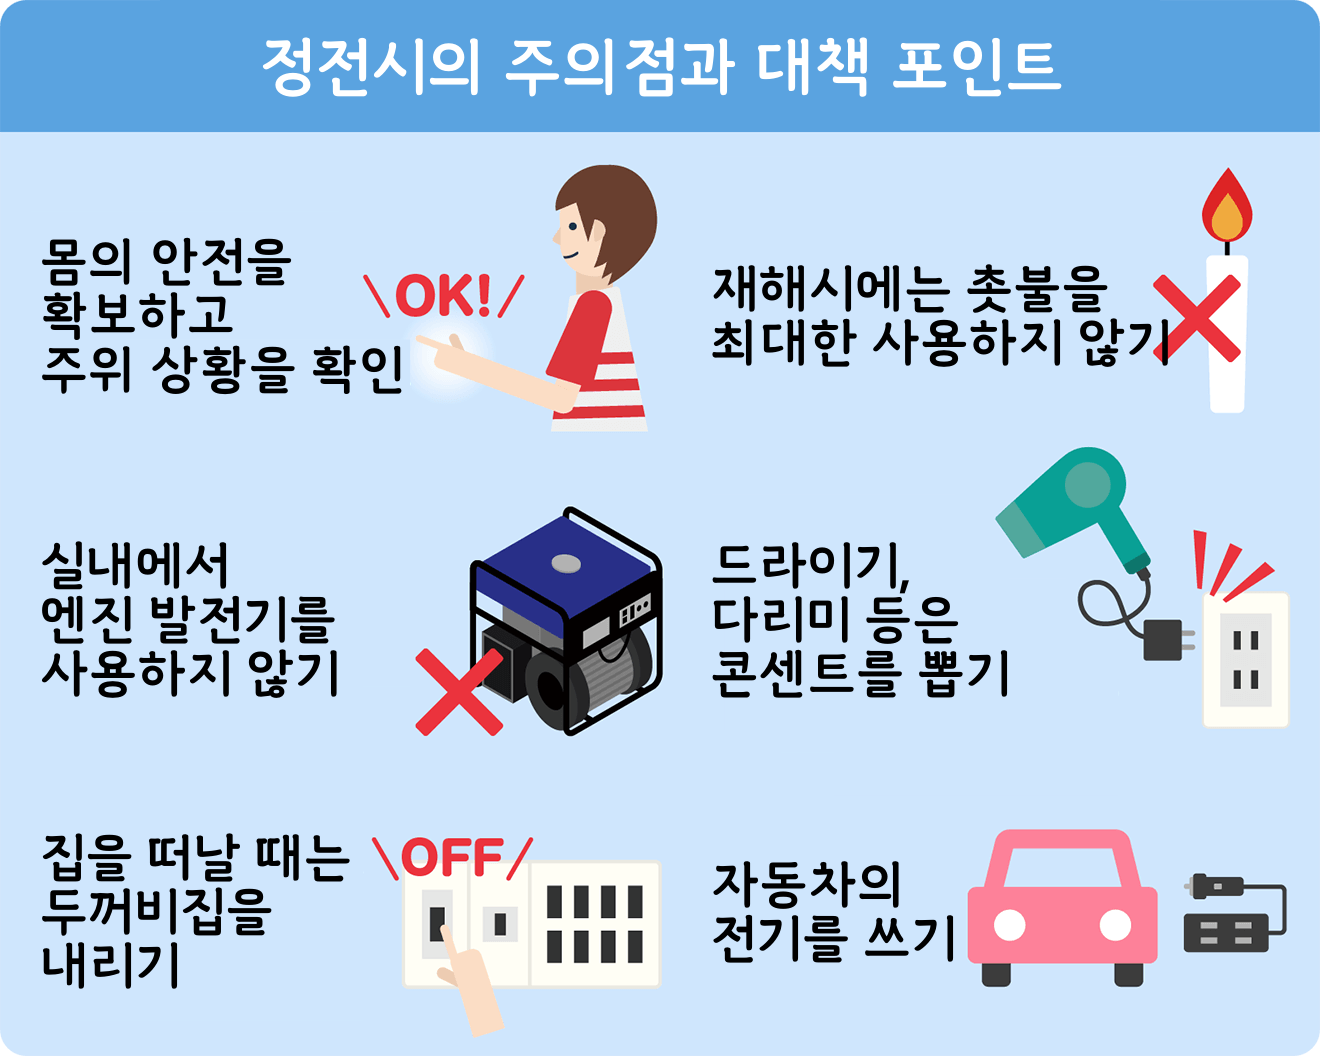 정전시의 주의점과 대책 포인트
몸의 안전을
확보하고
주위 상황을 확인
OK!
재해시에는 촛불을
최대한 사용하지 않기
실내에서
엔진 발전기를
사용하지 않기
드라이기,
다리미 등은
콘센트를 뽑기
집을 떠날 때는
두꺼비집을
내리기
OFF
자동차의
전기를 쓰기